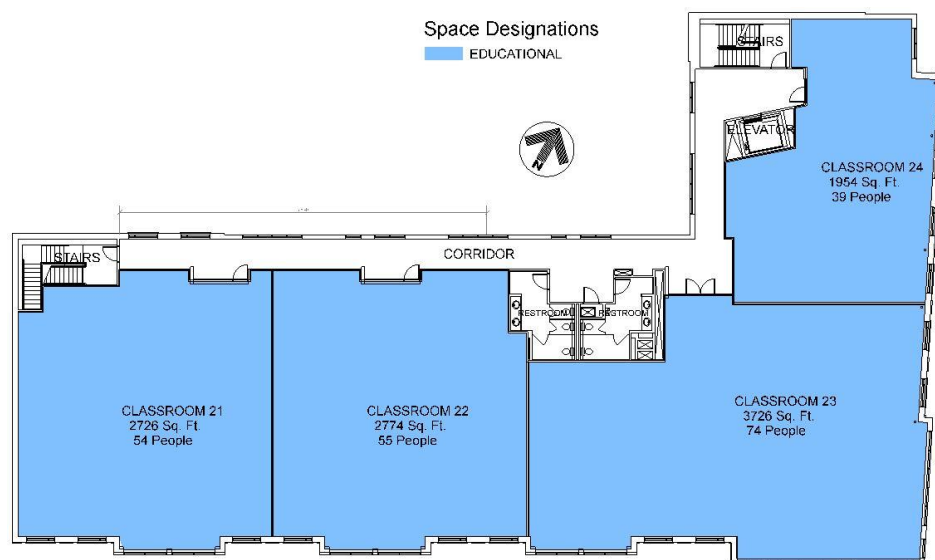 Space Designations
EDUCATIONAL
STAIRS
ELEVATOR
CLASSROOM 24
1954 Sq. Ft.
39 People
N
CORRIDOR
STAIRS
RESTROOM
RESTROOM
CLASSROOM 21
2726 Sq. Ft.
54 People
CLASSROOM 22
2774 Sq. Ft.
55 People
CLASSROOM 23
3726 Sq. Ft.
74 People